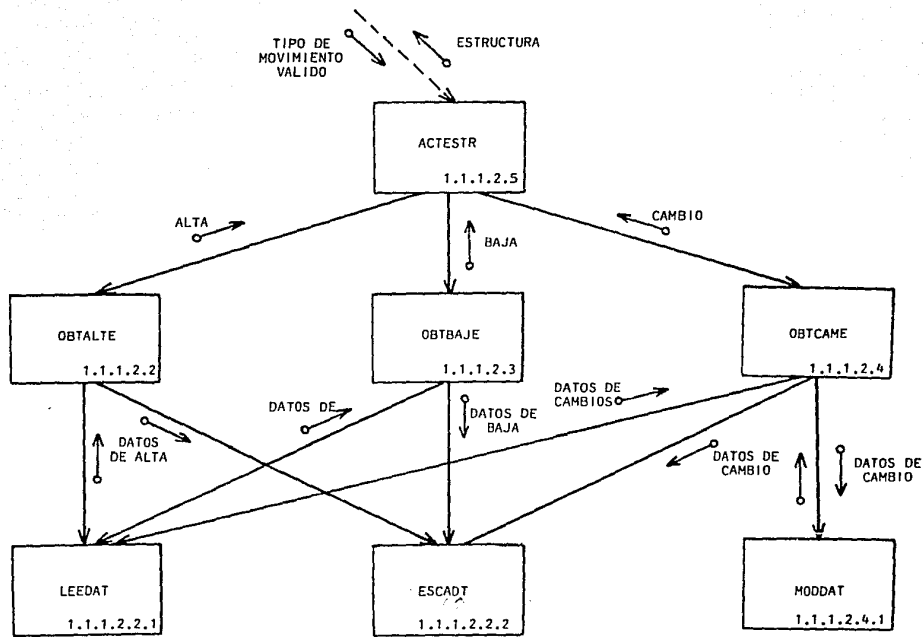 TIPO DE
MOVIMIENTO
VALIDO
ESTRUCTURA
ACTESTR
1.1.1.2.5
ALTA
BAJA
CAMBIO
OBTALTE
1.1.1.2.2
OBTBAJE
1.1.1.2.3
OBTCAME
1.1.1.2.4
DATOS
DE ALTA
DATOS DE
DATOS DE
BAJA
DATOS DE
CAMBIOS
DATOS DE
CAMBIO
DATOS DE
CAMBIO
LEEDAT
1.1.1.2.2.1
ESCADT
1.1.1.2.2.2
MODDAT
1.1.1.2.4.1